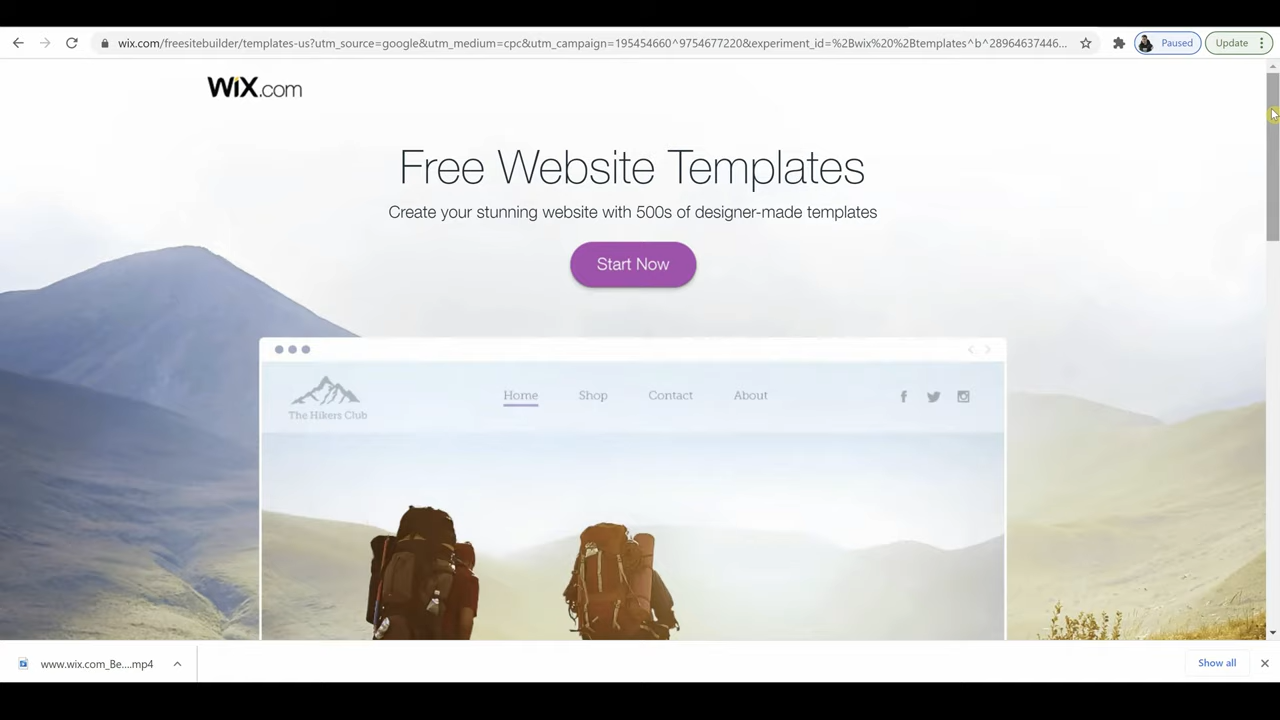 wix.com/freesitebuilder/templates-us?utm_source=google&utm_medium=cpc&utm_campaign=195454660^9754677220&experiment_id=%2Bwix%20%2Btemplates^b^28964637446...
Paused
Update
WiX.com
Free Website Templates
Create your stunning website with 500s of designer-made templates
Start Now
The Hikers Club
Home
Shop
Contact
About
www.wix.com_Be....mp4
Show all